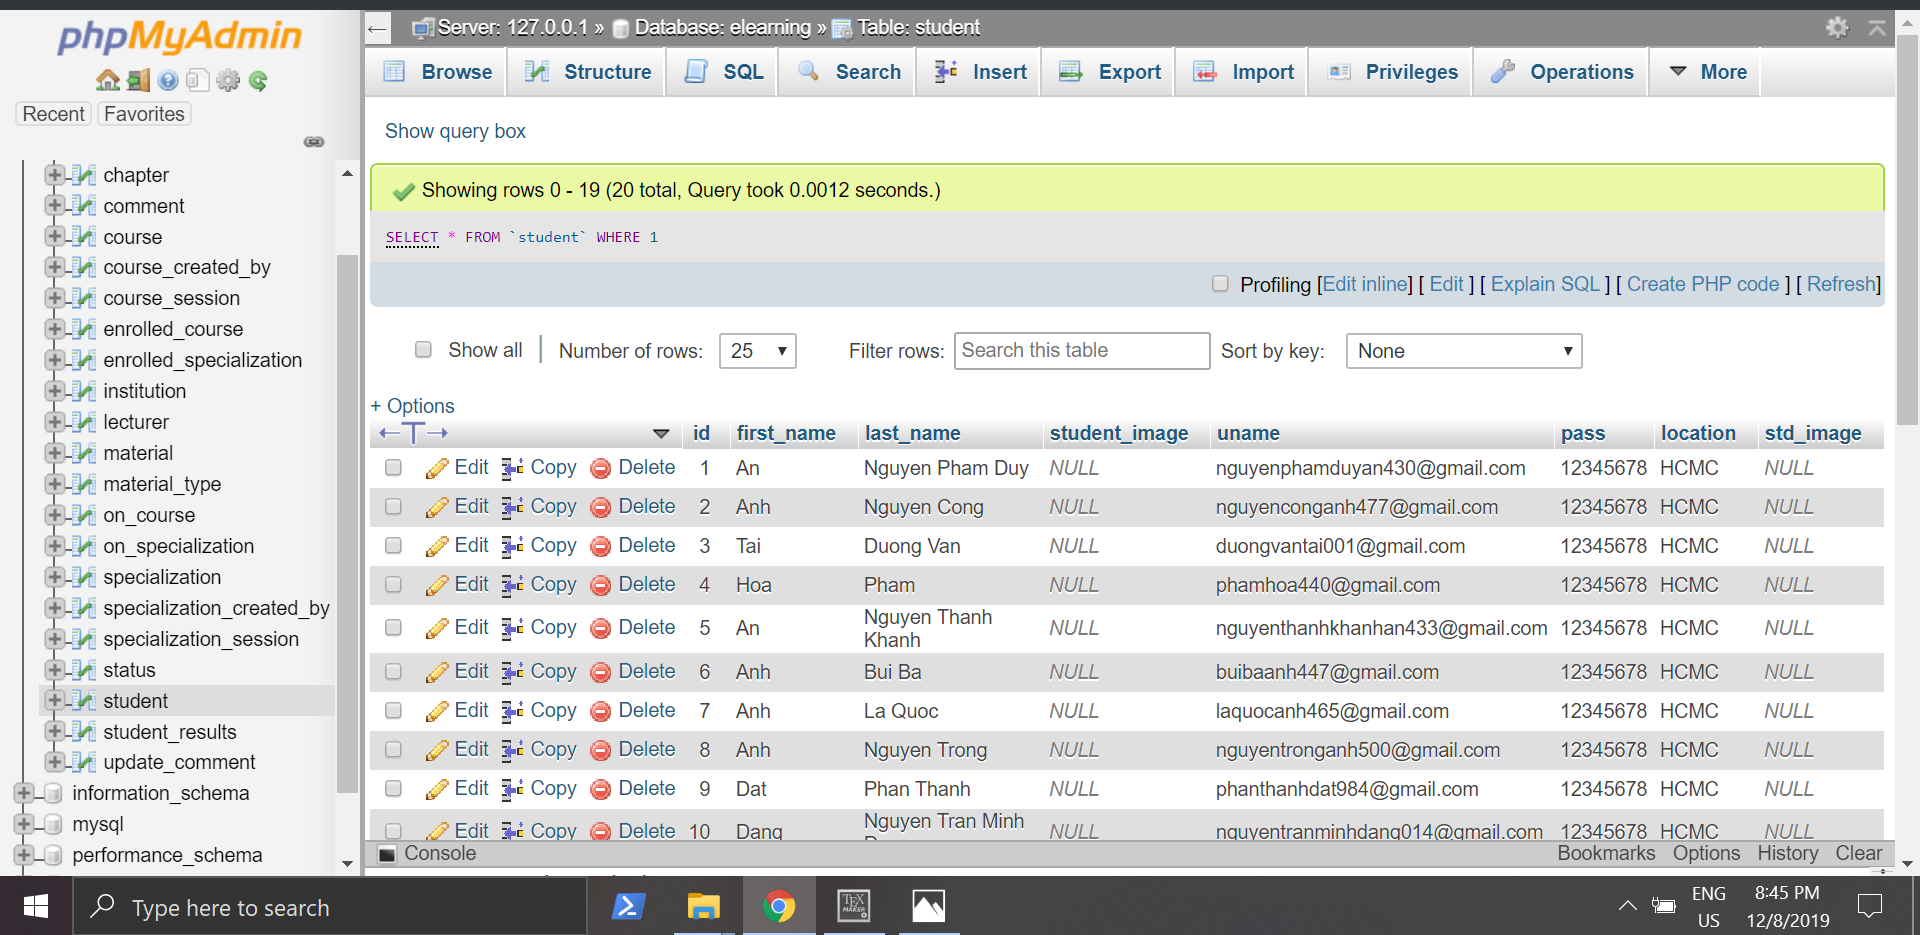 phpMyAdmin
Recent Favorites
chapter
comment
course
course_created_by
course_session
enrolled_course
enrolled_specialization
institution
lecturer
material
material_type
on_course
on_specialization
specialization
specialization_created_by
specialization_session
status
student
student_results
update_comment
information_schema
mysql
performance_schema
Server: 127.0.0.1 » Database: elearning » Table: student
Browse Structure SQL Search Insert Export Import Privileges Operations More
Show query box
Showing rows 0 - 19 (20 total, Query took 0.0012 seconds.)
SELECT * FROM `student` WHERE 1
Profiling [Edit inline] [ Edit ] [ Explain SQL ] [ Create PHP code ] [ Refresh]
Show all | Number of rows: 25 Filter rows: Search this table Sort by key: None
+ Options
←T→ id first_name last_name student_image uname pass location std_image
Edit Copy Delete 1 An Nguyen Pham Duy NULL nguyenphamduyan430@gmail.com 12345678 HCMC NULL
Edit Copy Delete 2 Anh Nguyen Cong NULL nguyenconganh477@gmail.com 12345678 HCMC NULL
Edit Copy Delete 3 Tai Duong Van NULL duongvantai001@gmail.com 12345678 HCMC NULL
Edit Copy Delete 4 Hoa Pham NULL phamhoa440@gmail.com 12345678 HCMC NULL
Edit Copy Delete 5 An Nguyen Thanh Khanh NULL nguyenthanhkhanhan433@gmail.com 12345678 HCMC NULL
Edit Copy Delete 6 Anh Bui Ba NULL buibaanh447@gmail.com 12345678 HCMC NULL
Edit Copy Delete 7 Anh La Quoc NULL laquocanh465@gmail.com 12345678 HCMC NULL
Edit Copy Delete 8 Anh Nguyen Trong NULL nguyentronganh500@gmail.com 12345678 HCMC NULL
Edit Copy Delete 9 Dat Phan Thanh NULL phanthanhdat984@gmail.com 12345678 HCMC NULL
Edit Copy Delete 10 Dang Nguyen Tran Minh NULL nguyentranminhdang014@gmail.com 12345678 HCMC NULL
Console Bookmarks Options History Clear
Type here to search
TEX
MAKER
ENG
US
8:45 PM
12/8/2019